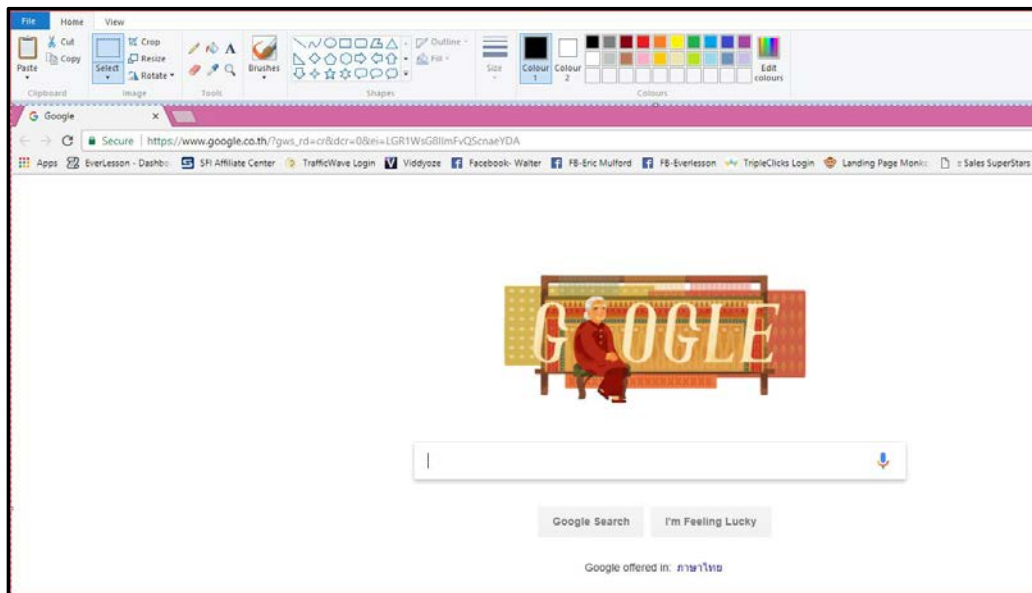 File Home View
Paste Cut Copy Select Crop Resize Rotate A Brushes Outline Fill Size Colour 1 Colour 2 Edit colours
Clipboard Image Tools Shapes Colours
Google
Secure https://www.google.co.th/?gws_rd=cr&dcr=0&ei=LGR1WsG8IImFvQScnaeYDA
Apps EverLesson - Dashbo SFI Affiliate Center TrafficWave Login Viddyoze Facebook- Walter FB-Eric Mulford FB-Everlesson TripleClicks Login Landing Page Monk Sales SuperStars
GOOGLE
Google Search I'm Feeling Lucky
Google offered in: ภาษาไทย